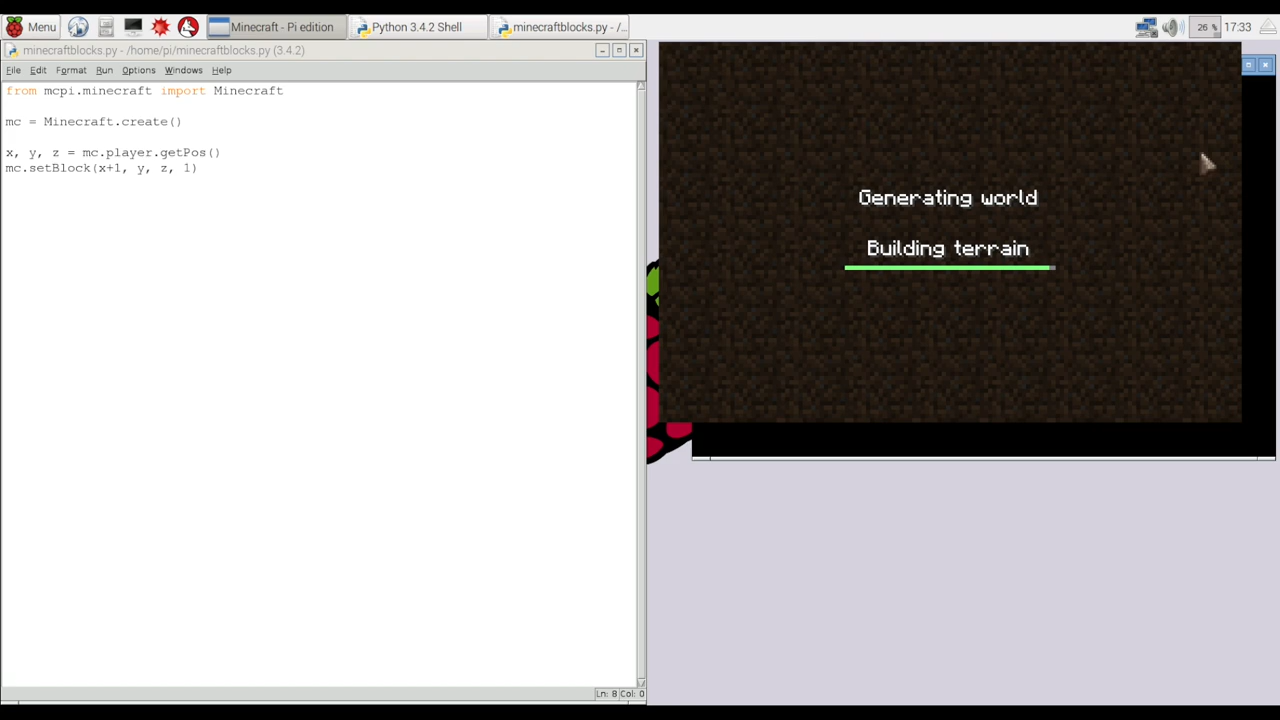 Menu
Minecraft - Pi edition
Python 3.4.2 Shell
minecraftblocks.py - /...
26 %
17:33
minecraftblocks.py - /home/pi/minecraftblocks.py (3.4.2)
File Edit Format Run Options Windows Help
from mcpi.minecraft import Minecraft
mc = Minecraft.create()
x, y, z = mc.player.getPos()
mc.setBlock(x+1, y, z, 1)
Generating world
Building terrain
Ln: 8 Col: 0